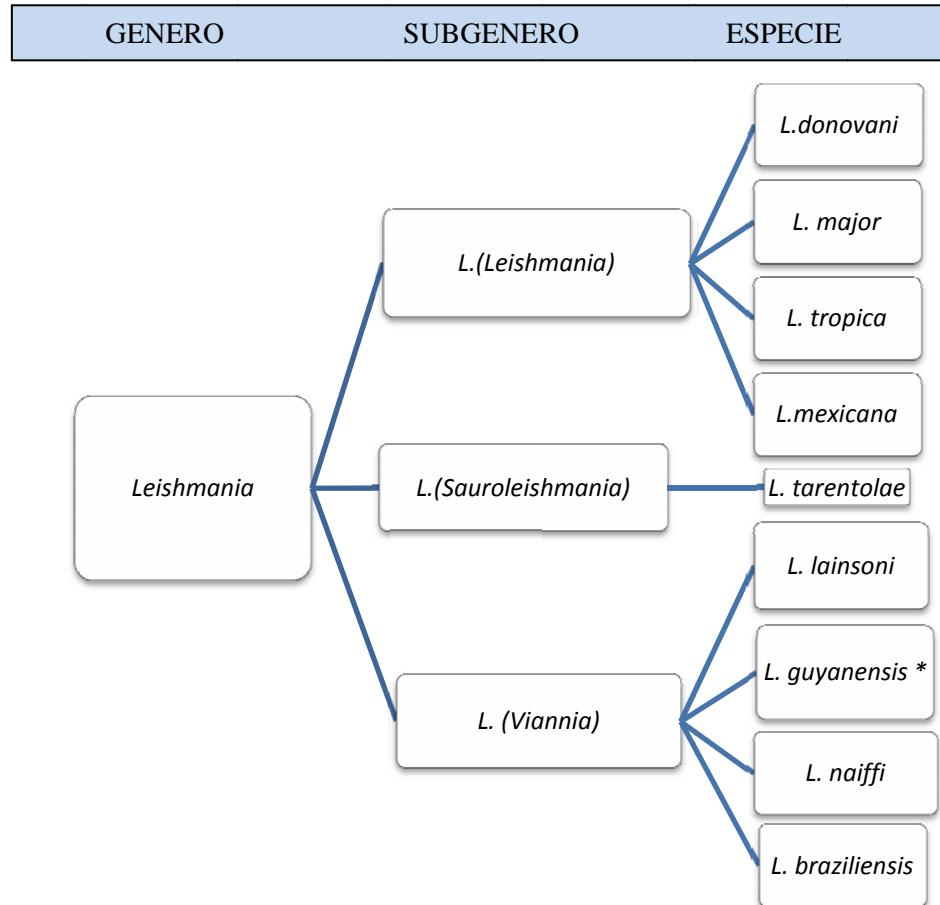 GENERO SUBGENERO ESPECIE
L.donovani
L. major
L.(Leishmania)
L. tropica
L.mexicana
Leishmania
L.(Sauroleishmania)
L. tarentolae
L. lainsoni
L. guyanensis *
L. (Viannia)
L. naiffi
L. braziliensis